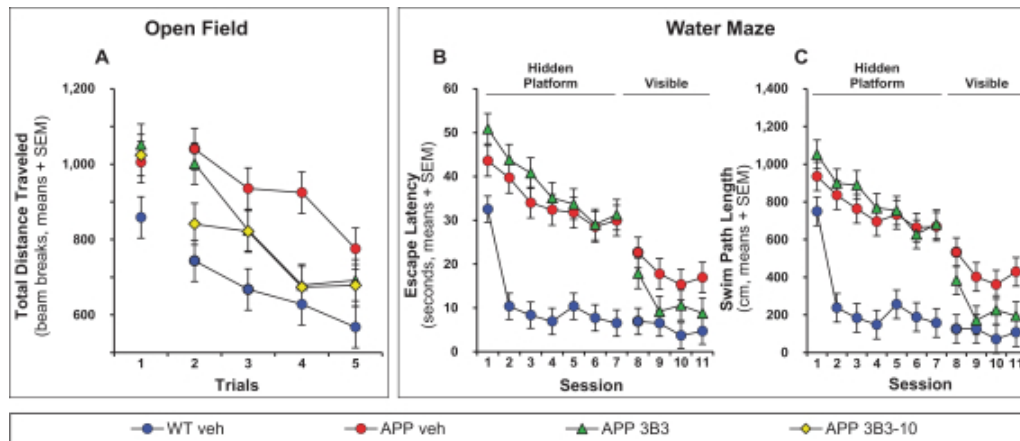 Open Field
Water Maze
A
Total Distance Traveled
(beam breaks, means + SEM)
1,200
1,000
800
600
1 2 3 4 5
Trials
B
Hidden
Platform
Visible
Escape Latency
(seconds, means + SEM)
60
50
40
30
20
10
0
1 2 3 4 5 6 7 8 9 10 11
C
Hidden
Platform
Visible
Swim Path Length
(cm, means + SEM)
1,400
1,200
1,000
800
600
400
200
0
1 2 3 4 5 6 7 8 9 10 11
Session
Session
WT veh APP veh APP 3B3 APP 3B3-10